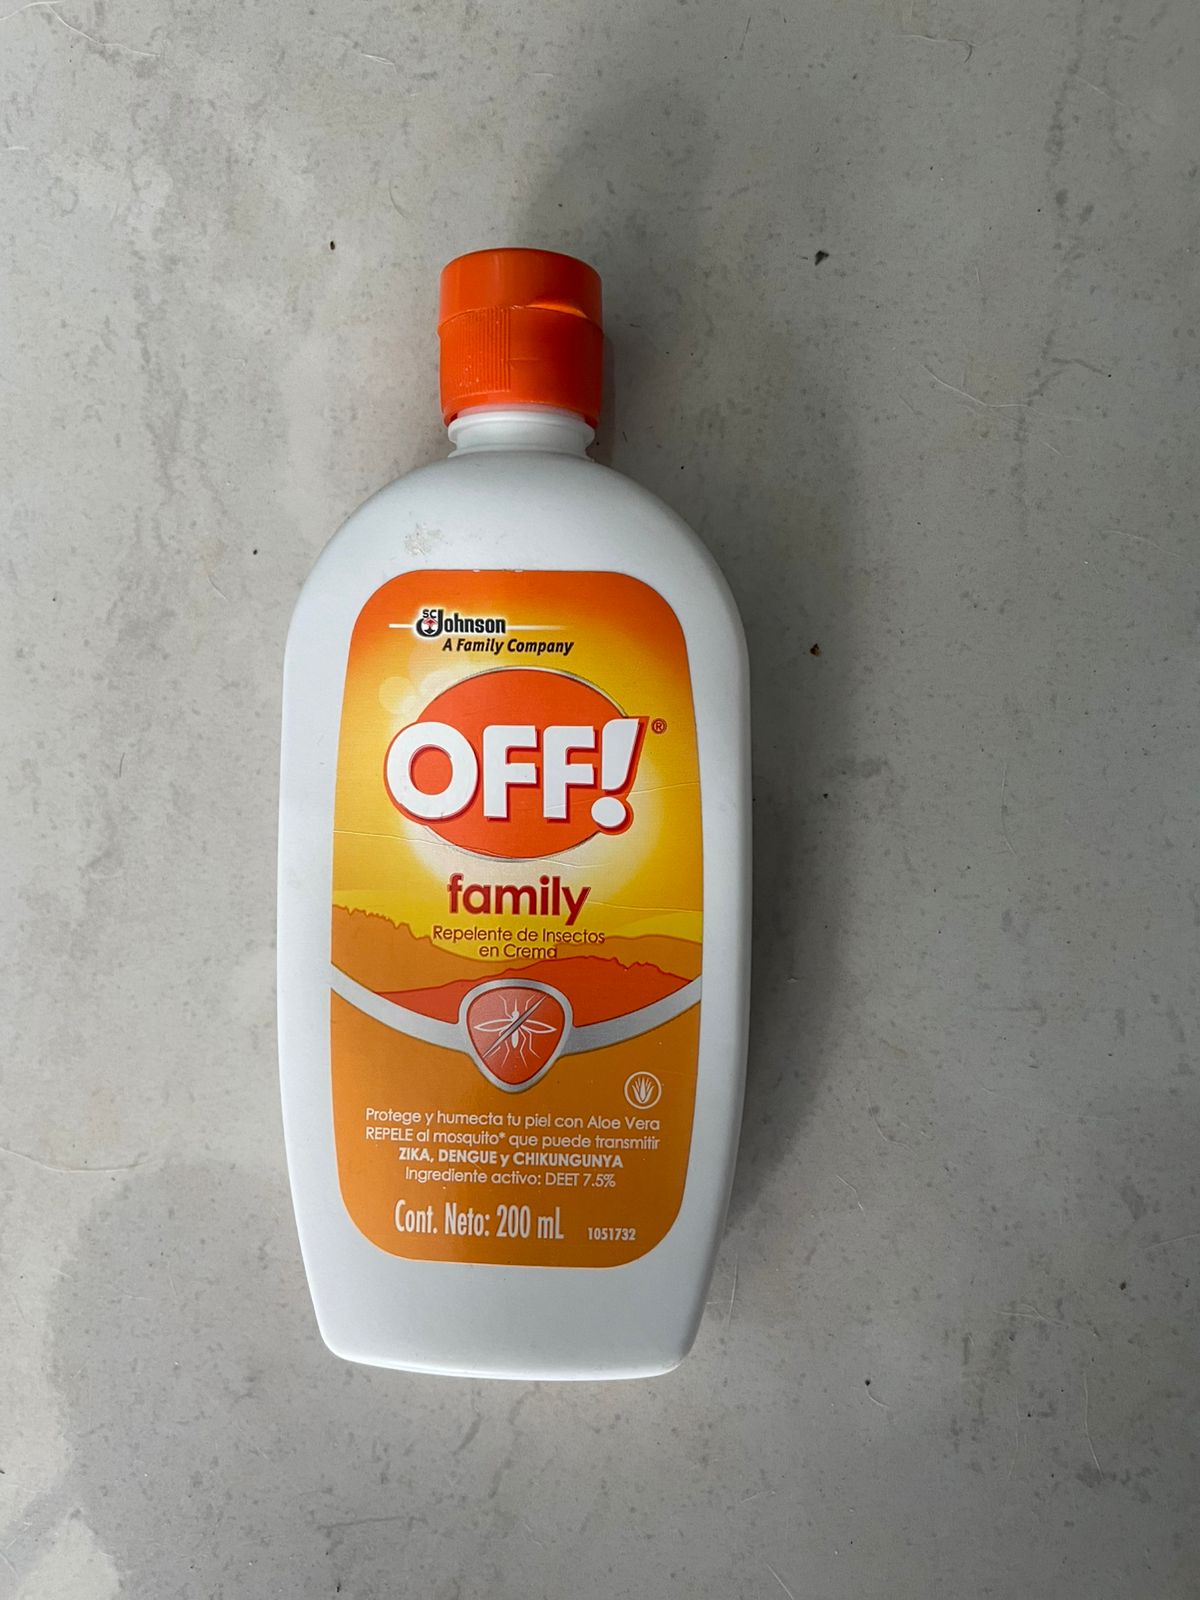 SC Johnson
A Family Company
OFF!®
family
Repelente de Insectos
en Crema
Protege y humecta tu piel con Aloe Vera
REPELE al mosquito* que puede transmitir
ZIKA, DENGUE y CHIKUNGUNYA
Ingrediente activo: DEET 7.5%
Cont. Neto: 200 mL 1051732